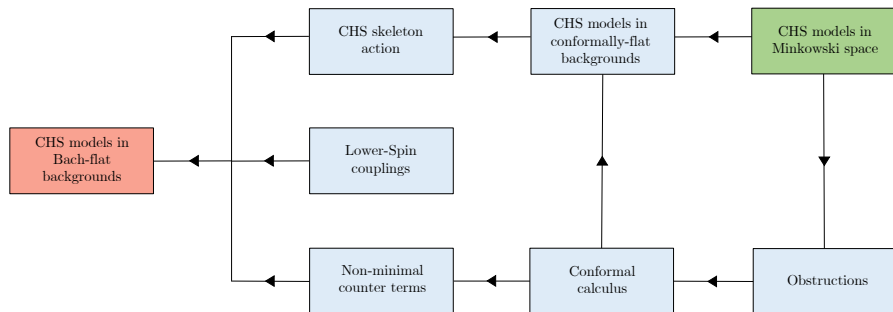 CHS skeleton
action
CHS models in
conformally-flat
backgrounds
CHS models in
Minkowski space
CHS models in
Bach-flat
backgrounds
Lower-Spin
couplings
Non-minimal
counter terms
Conformal
calculus
Obstructions